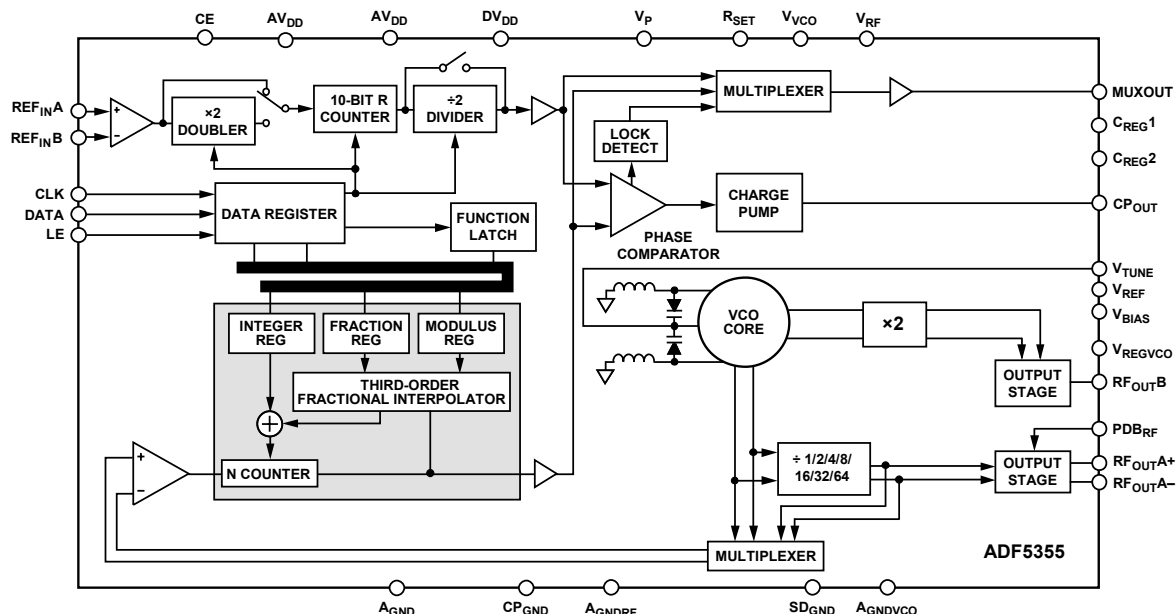 CE
AVDD
AVDD
DVDD
VP
RSET
VVCO
VRF
REFINA
REFINB
+
−
×2
DOUBLER
10-BIT R
COUNTER
÷2
DIVIDER
MULTIPLEXER
MUXOUT
LOCK
DETECT
CREG1
CREG2
CLK
DATA
LE
DATA REGISTER
FUNCTION
LATCH
PHASE
COMPARATOR
CHARGE
PUMP
CPOUT
VTUNE
VREF
VBIAS
VREGVCO
INTEGER
REG
FRACTION
REG
MODULUS
REG
THIRD-ORDER
FRACTIONAL INTERPOLATOR
+
N COUNTER
+
−
VCO
CORE
×2
OUTPUT
STAGE
RFOUTB
PDBRF
÷ 1/2/4/8/
16/32/64
OUTPUT
STAGE
RFOUTA+
RFOUTA−
MULTIPLEXER
ADF5355
AGND
CPGND
AGNDRF
SDGND
AGNDVCO